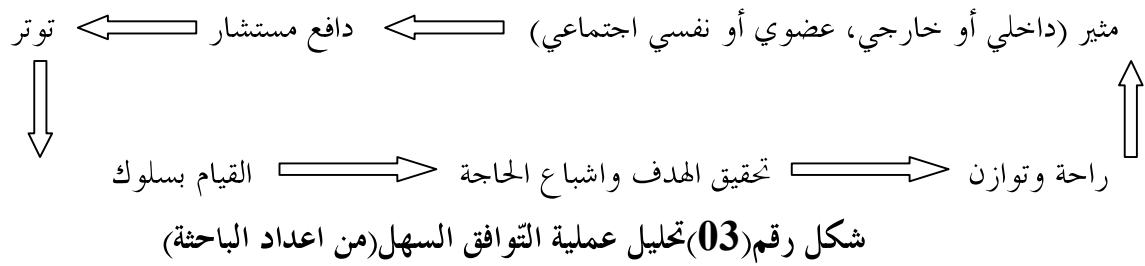 مثير (داخلي أو خارجي، عضوي أو نفسي اجتماعي) دافع مستشار توتر
القيام بسلوك تحقيق الهدف واشباع الحاجة راحة وتوازن
شكل رقم(03)تحليل عملية التّوافق السهل(من اعداد الباحثة)